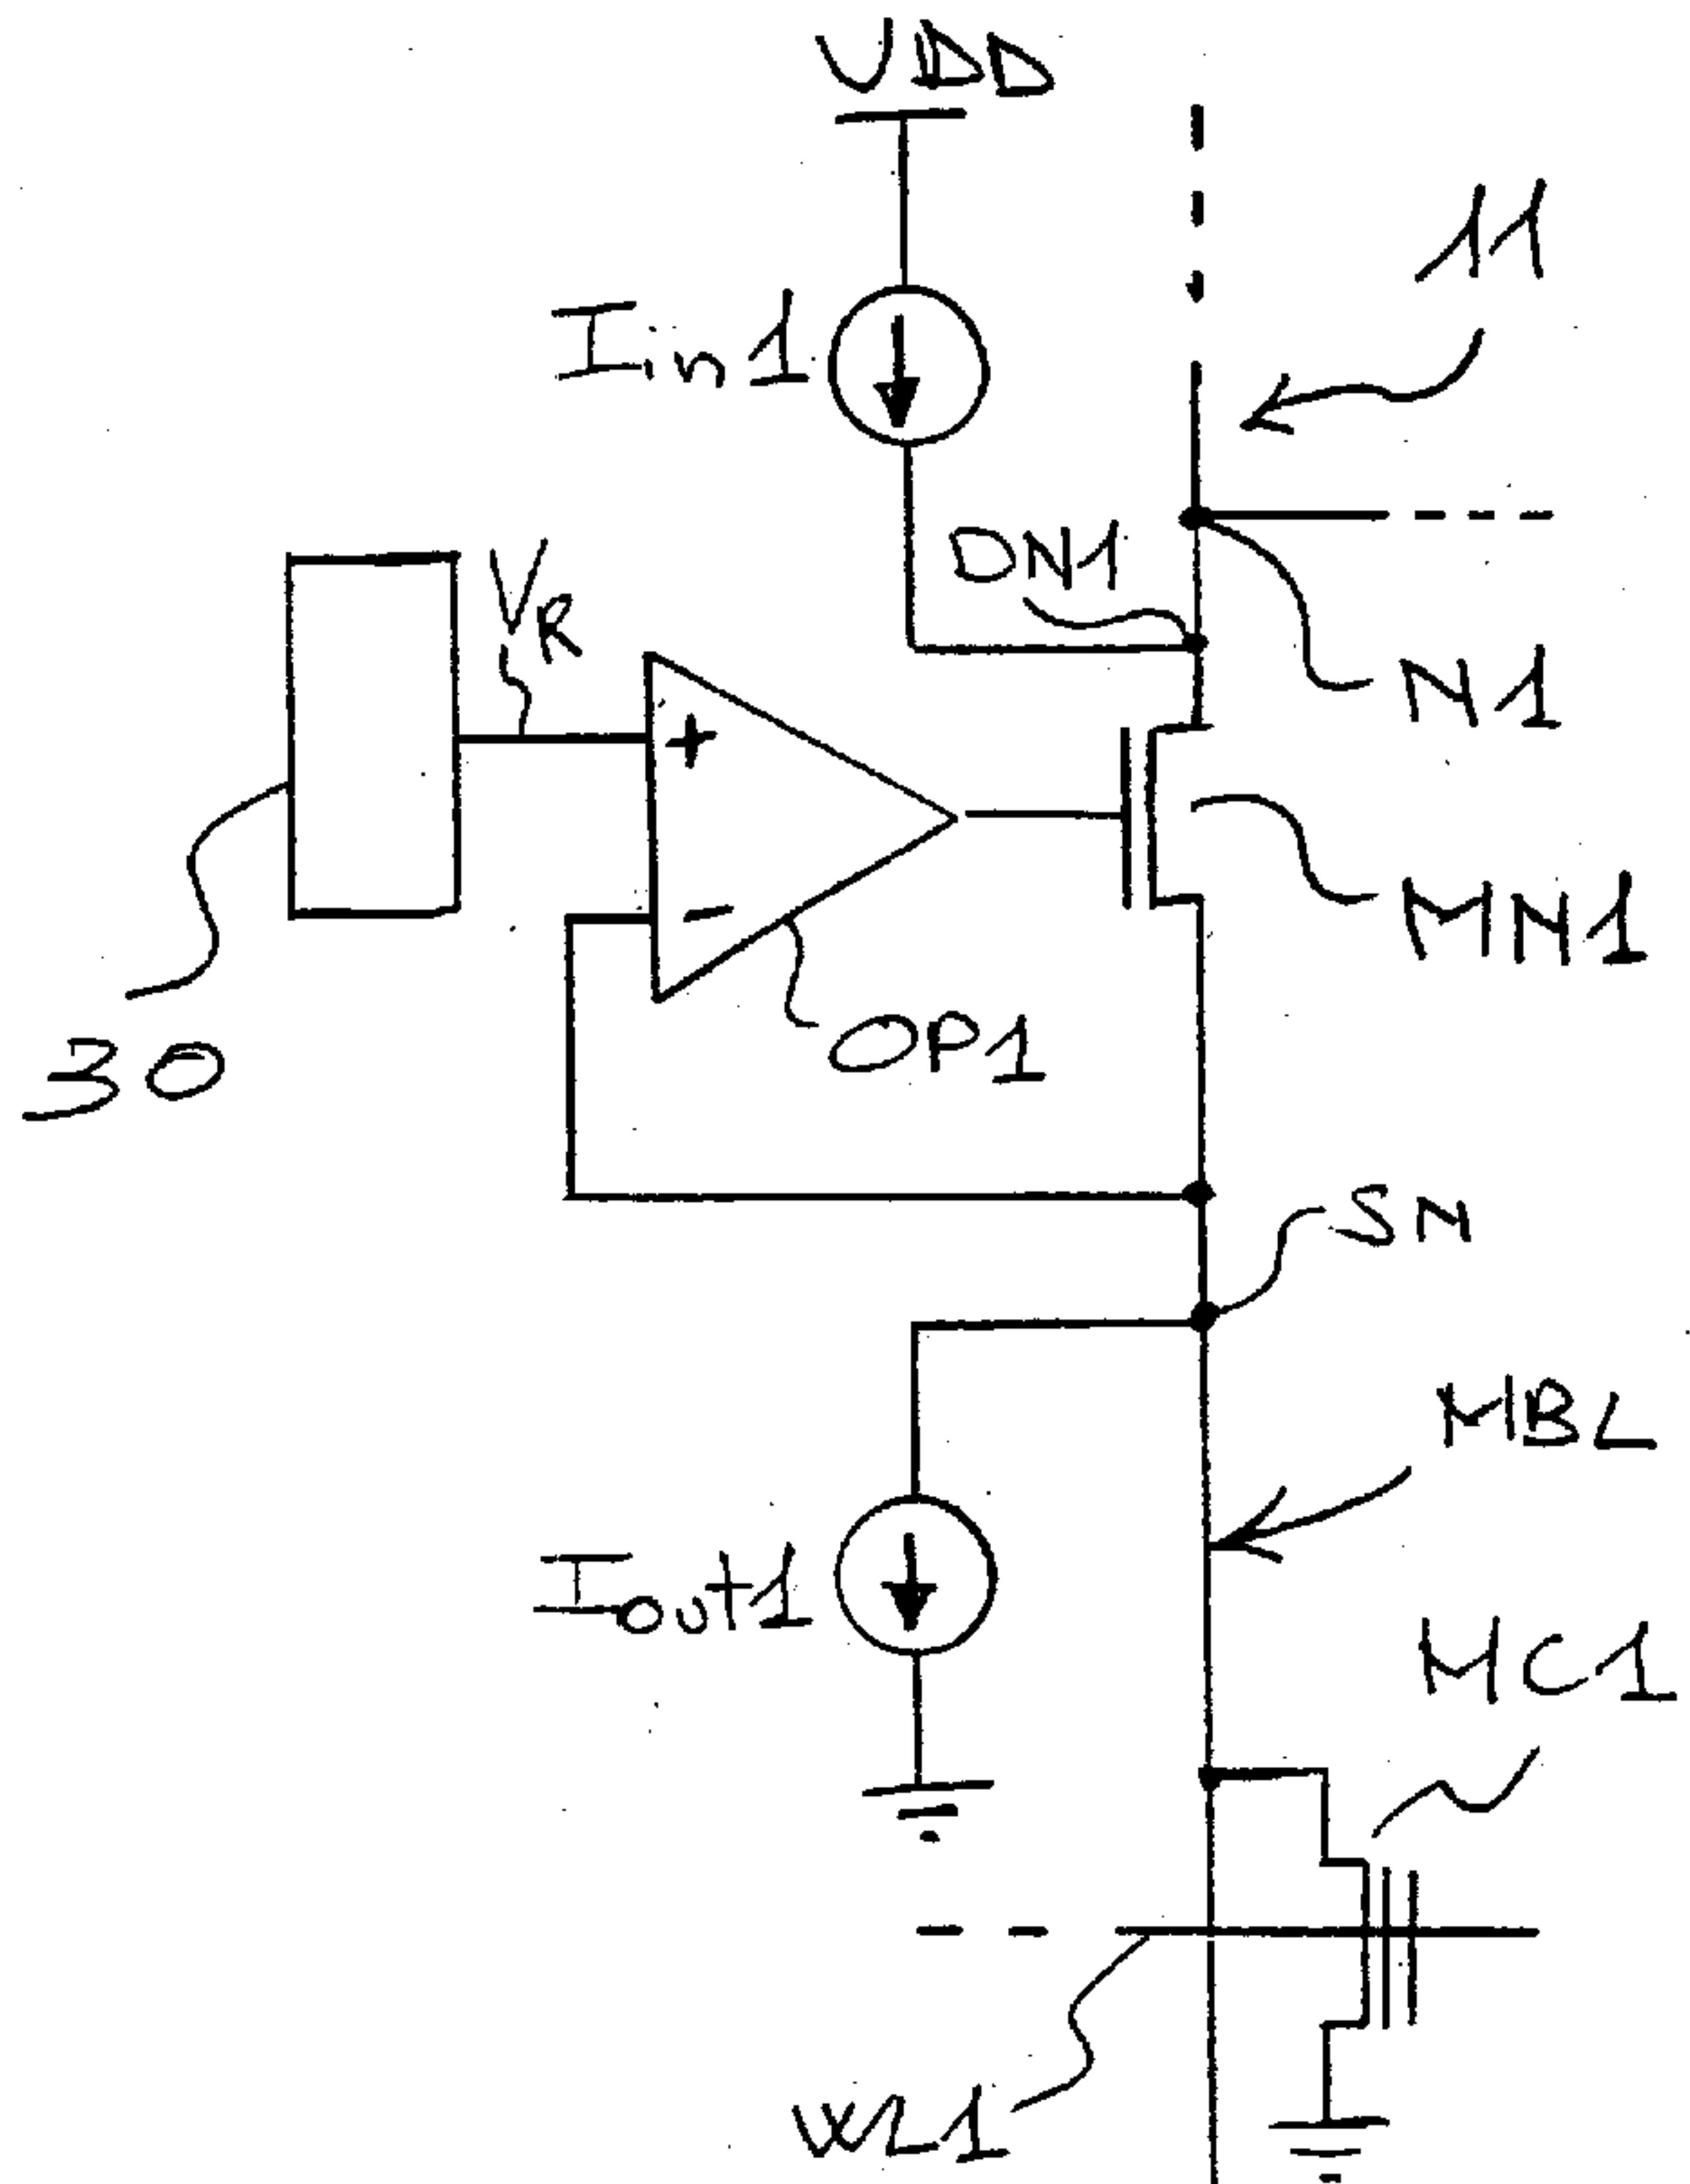 VDD
11
Iin1
DN1
VR
N1
+
MN1
-
OP1
30
SN
MBL
Iout1
MC1
WL1